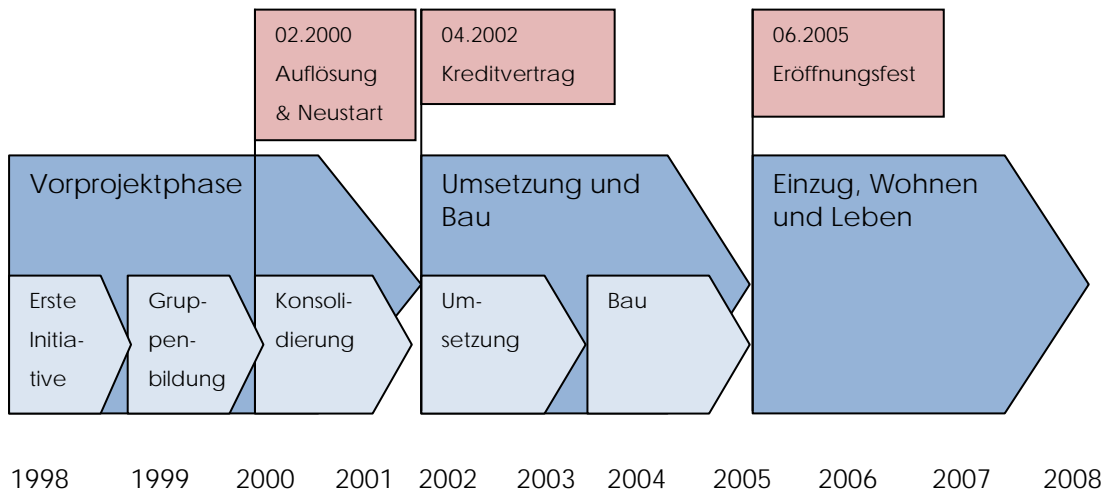 02.2000
Auflösung
& Neustart
04.2002
Kreditvertrag
06.2005
Eröffnungsfest
Vorprojektphase
Umsetzung und
Bau
Einzug, Wohnen
und Leben
Erste
Initia-
tive
Grup-
pen-
bildung
Konsoli-
dierung
Um-
setzung
Bau
1998 1999 2000 2001 2002 2003 2004 2005 2006 2007 2008